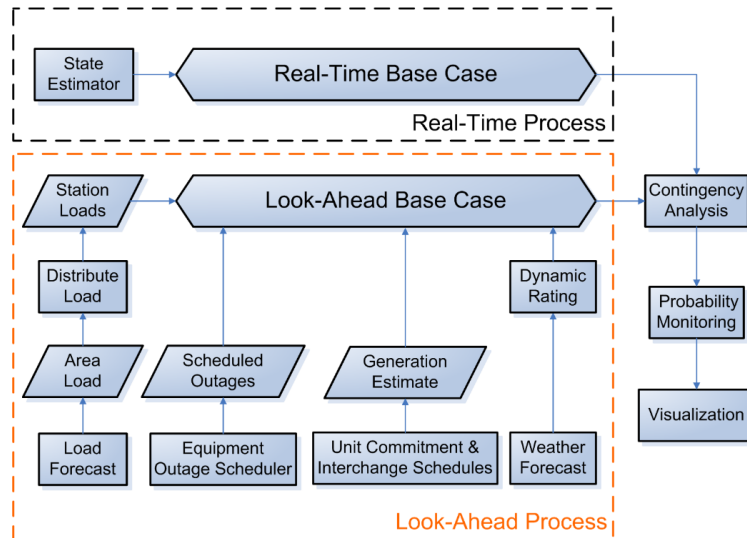 State
Estimator
Real-Time Base Case
Real-Time Process
Station
Loads
Look-Ahead Base Case
Contingency
Analysis
Distribute
Load
Dynamic
Rating
Probability
Monitoring
Area
Load
Scheduled
Outages
Generation
Estimate
Visualization
Load
Forecast
Equipment
Outage Scheduler
Unit Commitment &
Interchange Schedules
Weather
Forecast
Look-Ahead Process